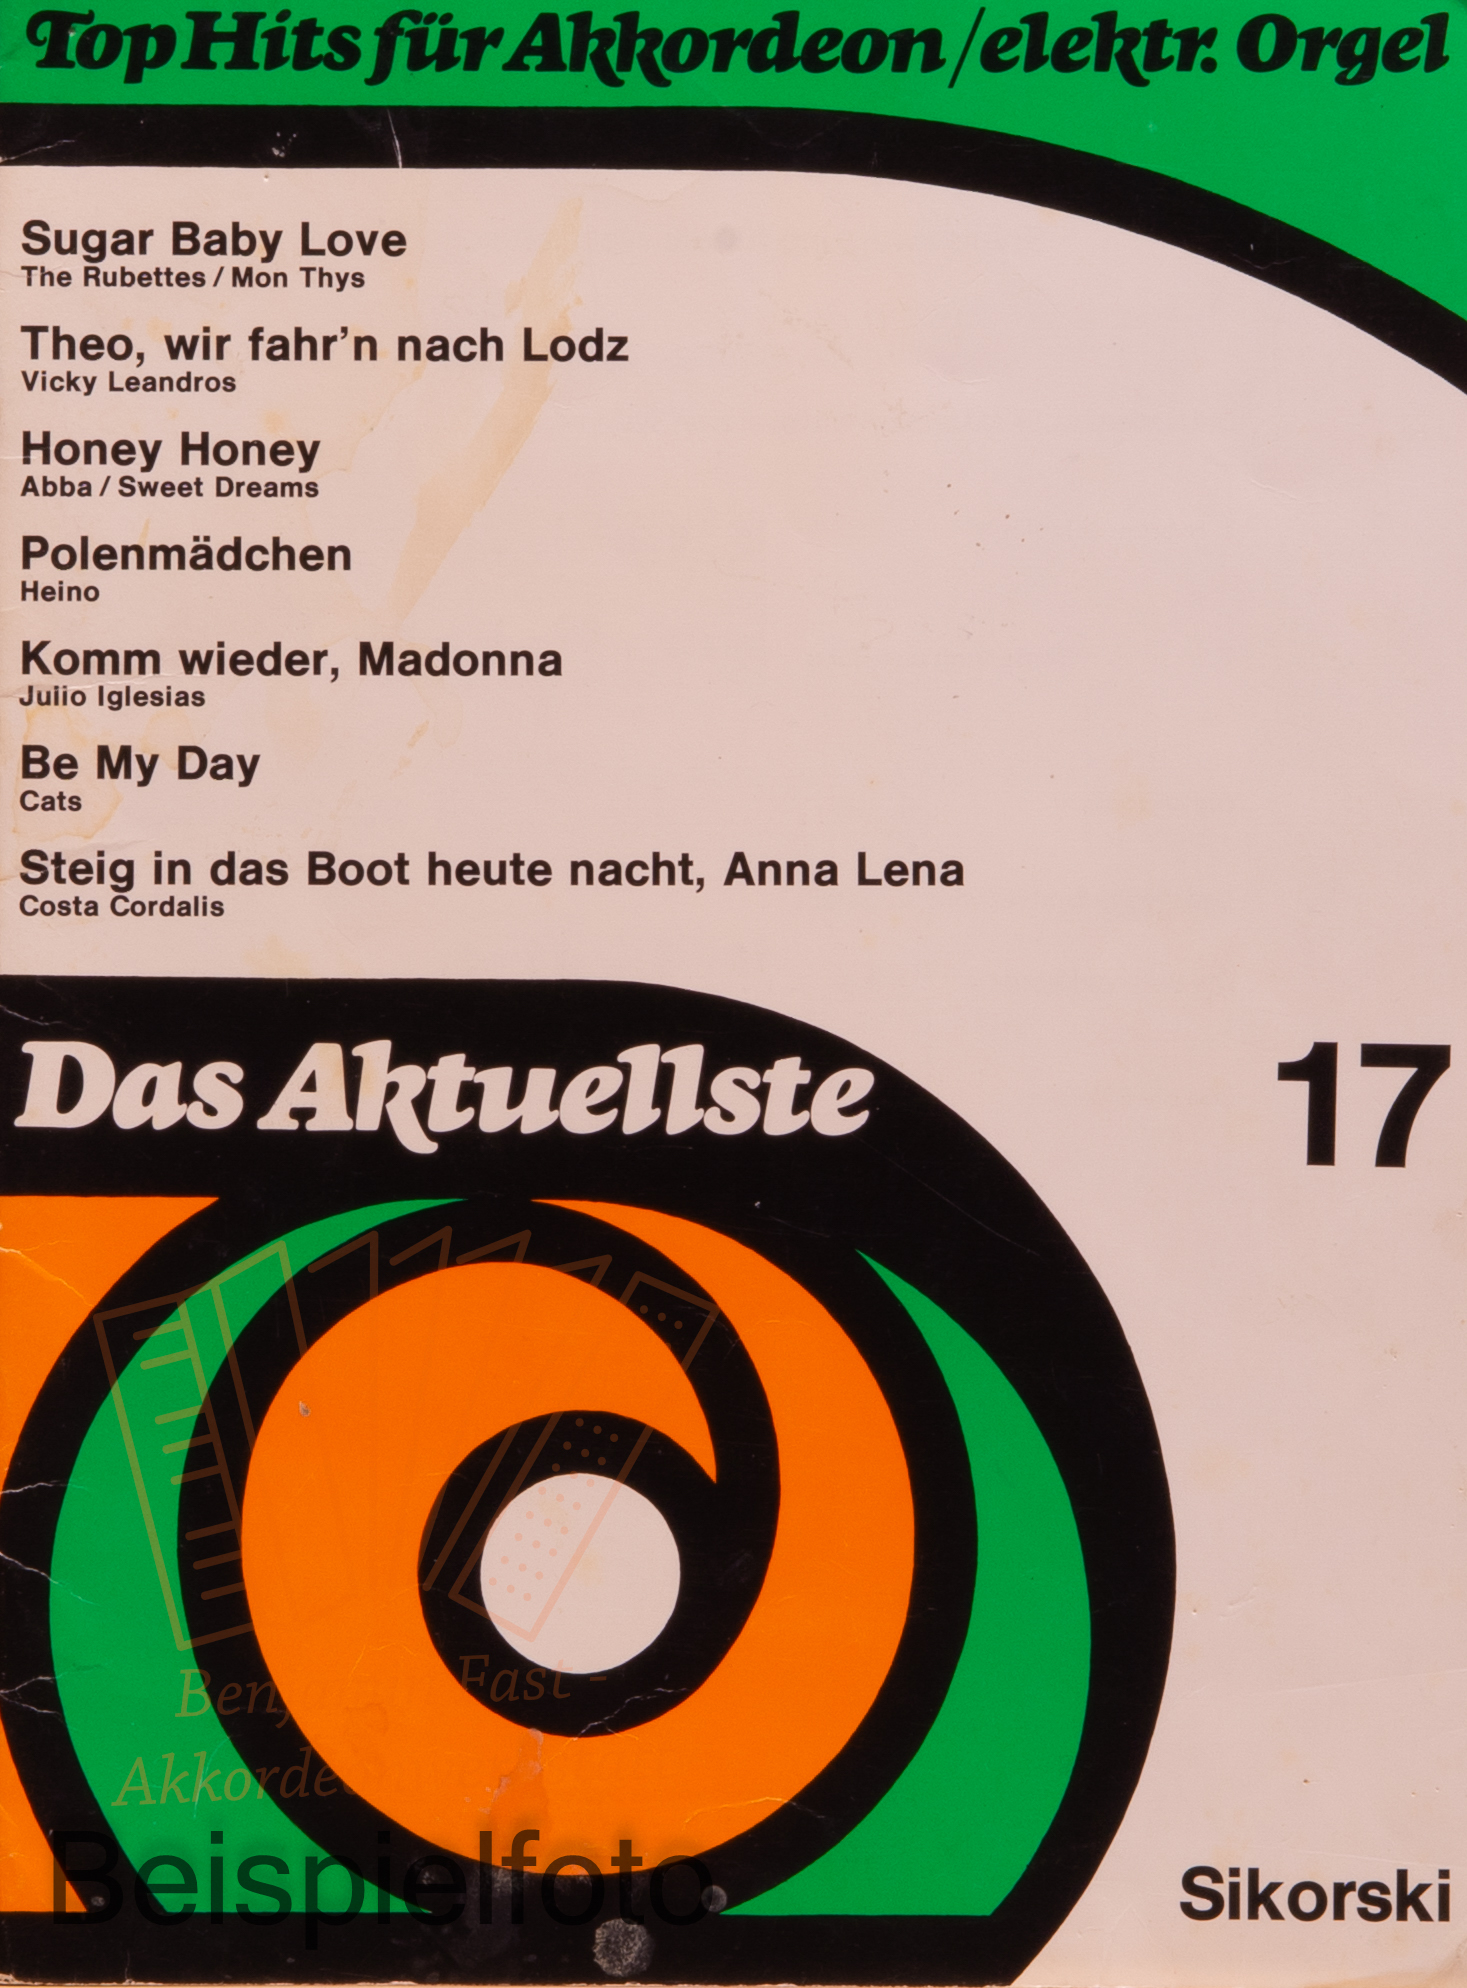 Top Hits für Akkordeon/elektr. Orgel
Sugar Baby Love
The Rubettes / Mon Thys
Theo, wir fahr'n nach Lodz
Vicky Leandros
Honey Honey
Abba / Sweet Dreams
Polenmädchen
Heino
Komm wieder, Madonna
Julio Iglesias
Be My Day
Cats
Steig in das Boot heute nacht, Anna Lena
Costa Cordalis
Das Aktuellste
17
Fast -
Beispielfoto
Sikorski